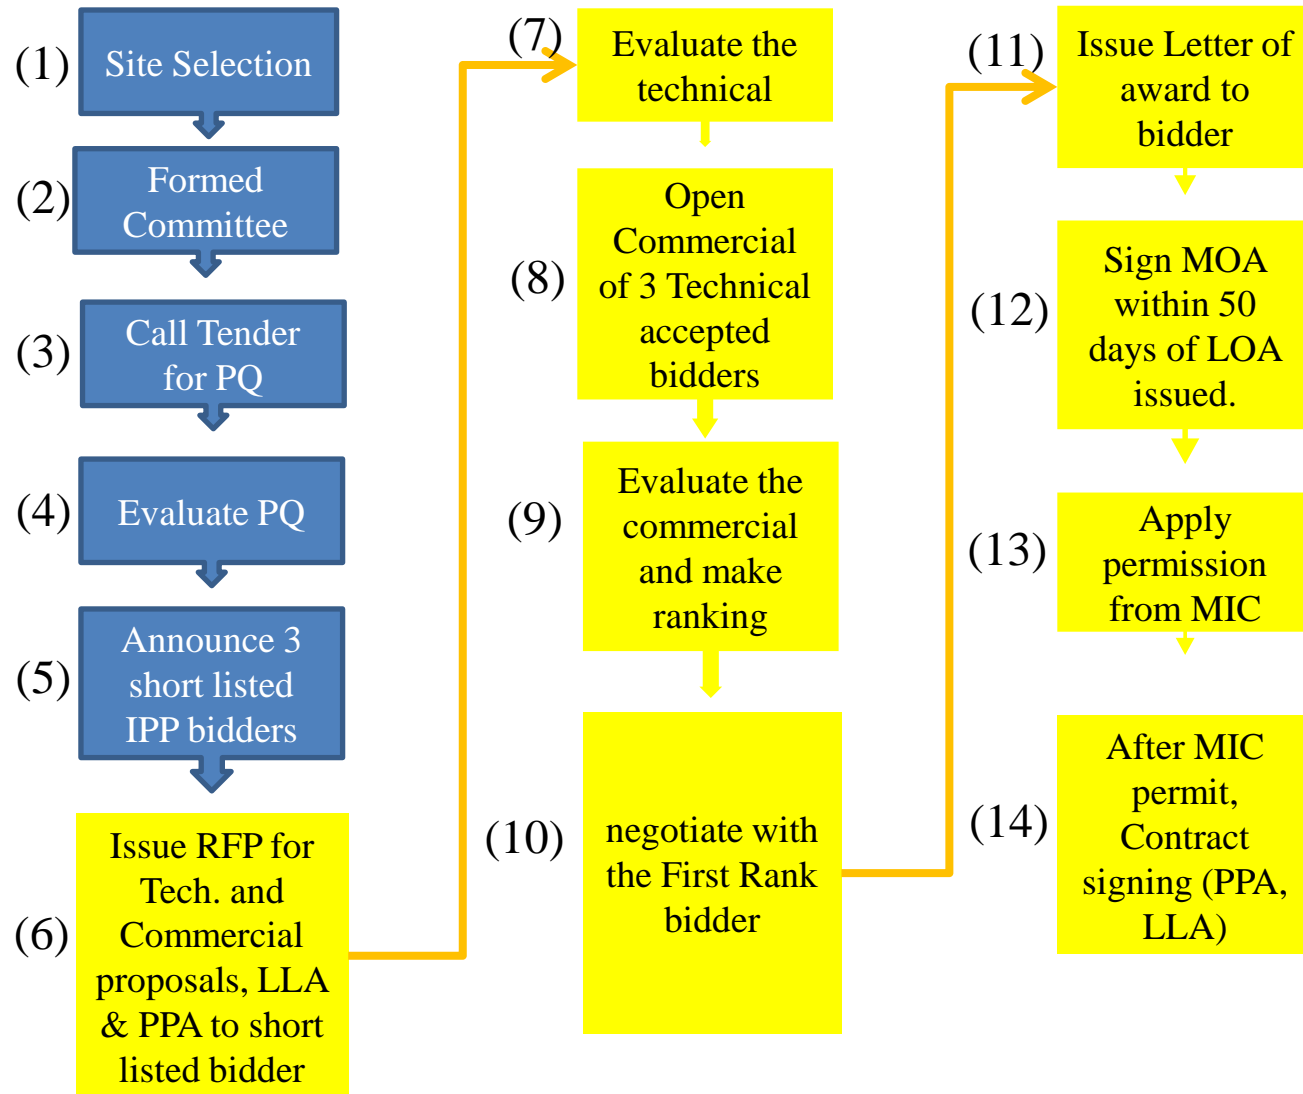 (1)
Site Selection
(2)
Formed
Committee
(3)
Call Tender
for PQ
(4)
Evaluate PQ
(5)
Announce 3
short listed
IPP bidders
(6)
Issue RFP for
Tech. and
Commercial
proposals, LLA
& PPA to short
listed bidder
(7)
Evaluate the
technical
(8)
Open
Commercial
of 3 Technical
accepted
bidders
(9)
Evaluate the
commercial
and make
ranking
(10)
negotiate with
the First Rank
bidder
(11)
Issue Letter of
award to
bidder
(12)
Sign MOA
within 50
days of LOA
issued.
(13)
Apply
permission
from MIC
(14)
After MIC
permit,
Contract
signing (PPA,
LLA)